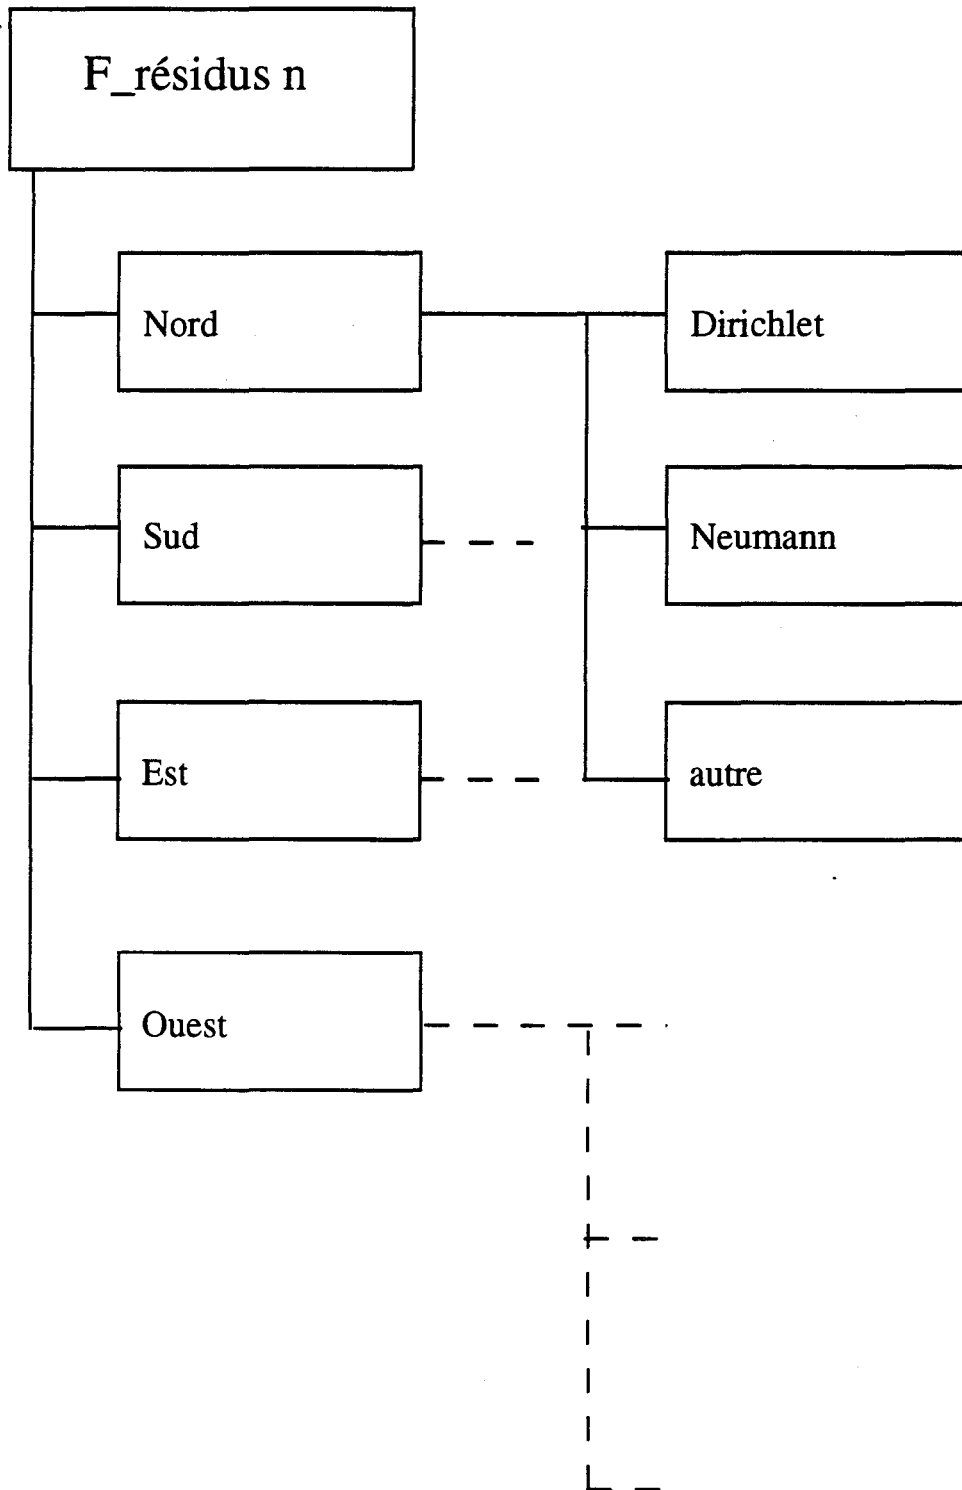 F_résidus n
Nord
Dirichlet
Sud
Neumann
Est
autre
Ouest